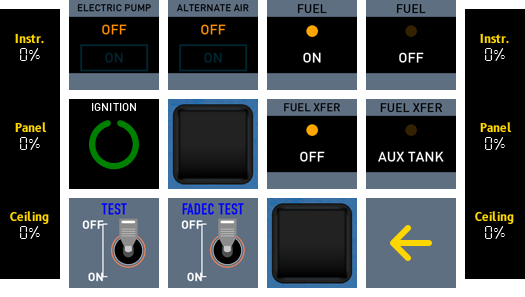 ELECTRIC PUMP
OFF
ON
ALTERNATE AIR
OFF
ON
FUEL
ON
FUEL
OFF
Instr.
0%
Panel
0%
Ceiling
0%
IGNITION
FUEL XFER
OFF
FUEL XFER
AUX TANK
TEST
OFF
ON
FADEC TEST
OFF
ON
Instr.
0%
Panel
0%
Ceiling
0%